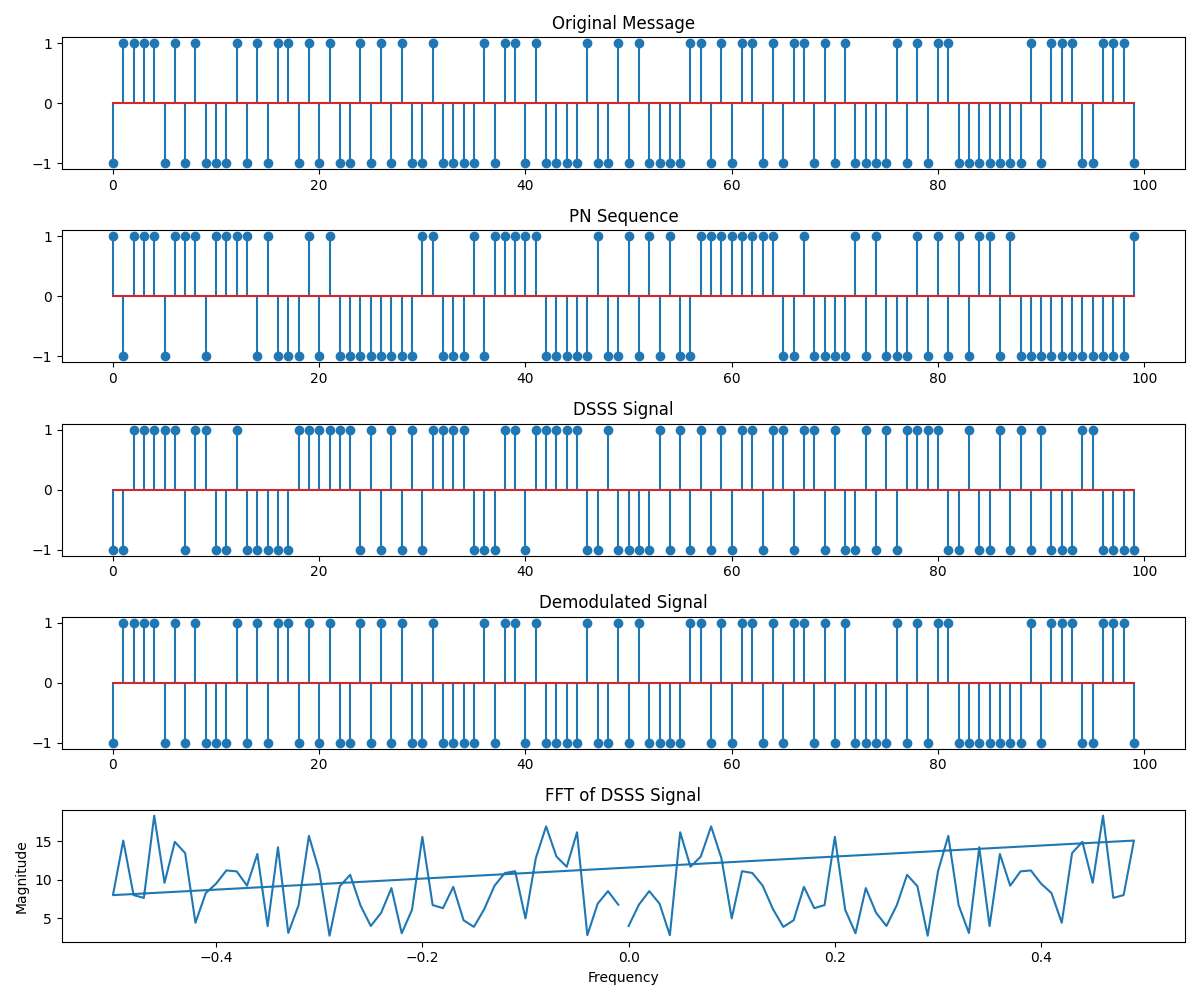 Original Message
1
0
−1
0 20 40 60 80 100
PN Sequence
1
0
−1
0 20 40 60 80 100
DSSS Signal
1
0
−1
0 20 40 60 80 100
Demodulated Signal
1
0
−1
0 20 40 60 80 100
FFT of DSSS Signal
Magnitude
15
10
5
−0.4 −0.2 0.0 0.2 0.4
Frequency